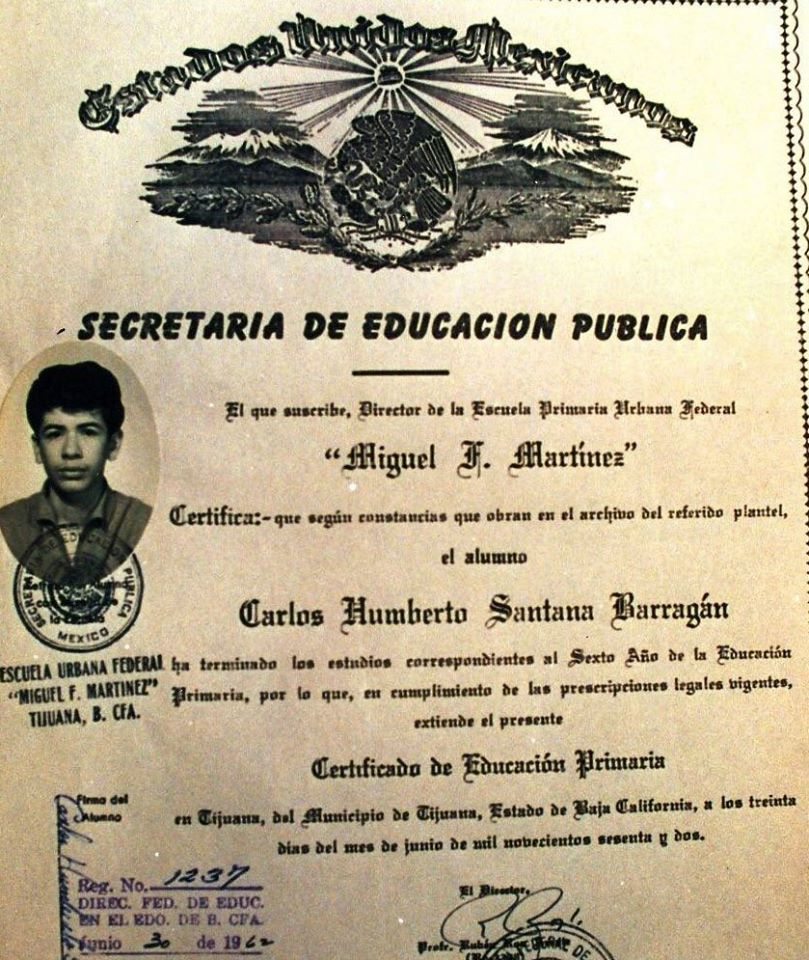 Estados Unidos Mexicanos
SECRETARIA DE EDUCACION PUBLICA
El que suscribe, Director de la Escuela Primaria Urbana Federal
"Miguel F. Martínez"
Certifica:- que según constancias que obran en el archivo del referido plantel,
el alumno
Carlos Humberto Santana Barragán
ha terminado los estudios correspondientes al Sexto Año de la Educación
Primaria, por lo que, en cumplimiento de las prescripciones legales vigentes,
extiende el presente
Certificado de Educación Primaria
en Tijuana, del Municipio de Tijuana, Estado de Baja California, a los treinta
días del mes de junio de mil novecientos sesenta y dos.
PUBLICA
MEXICO
ESCUELA URBANA FEDERAL
"MIGUEL F. MARTINEZ"
TIJUANA, B. CFA.
Firma del
Alumno
Carlos Humberto
Reg. No. 1237
DIREC. FED. DE EDUC.
EN EL EDO. DE B. CFA.
Junio 30 de 1962
El Director,
Profr. Rubén